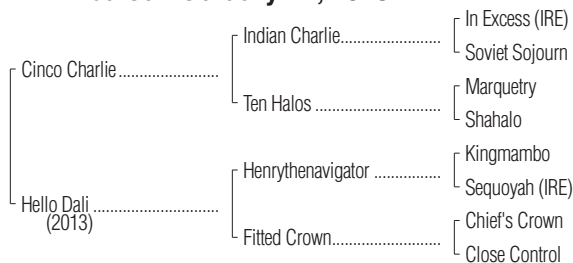 In Excess (IRE)
Indian Charlie
Soviet Sojourn
Cinco Charlie
Marquetry
Ten Halos
Shahalo
Kingmambo
Henrythenavigator
Sequoyah (IRE)
Hello Dali
(2013)
Chief's Crown
Fitted Crown
Close Control